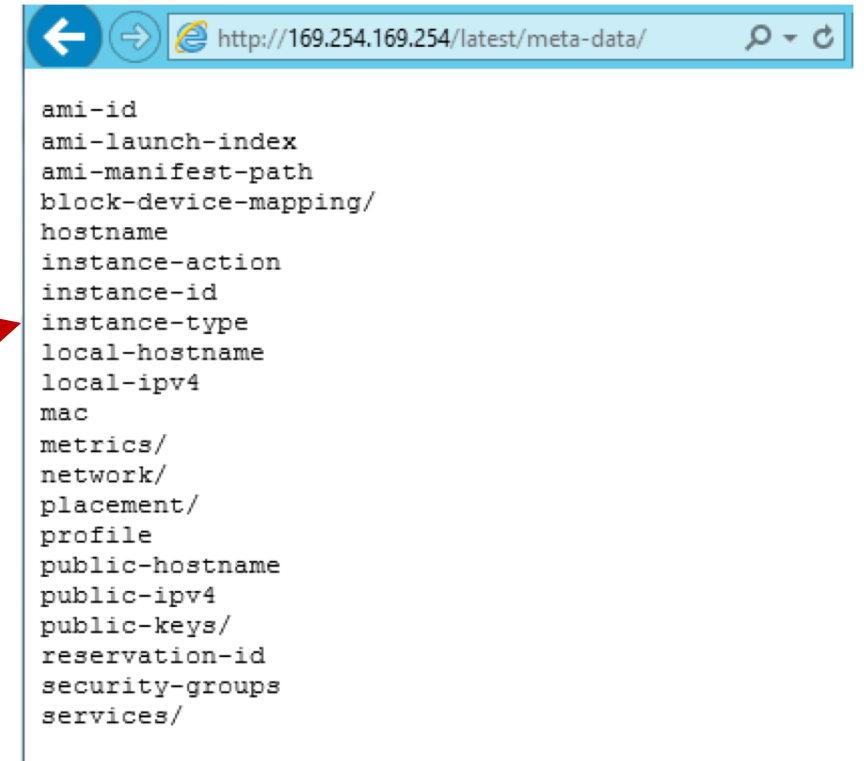 http://169.254.169.254/latest/meta-data/
ami-id
ami-launch-index
ami-manifest-path
block-device-mapping/
hostname
instance-action
instance-id
instance-type
local-hostname
local-ipv4
mac
metrics/
network/
placement/
profile
public-hostname
public-ipv4
public-keys/
reservation-id
security-groups
services/